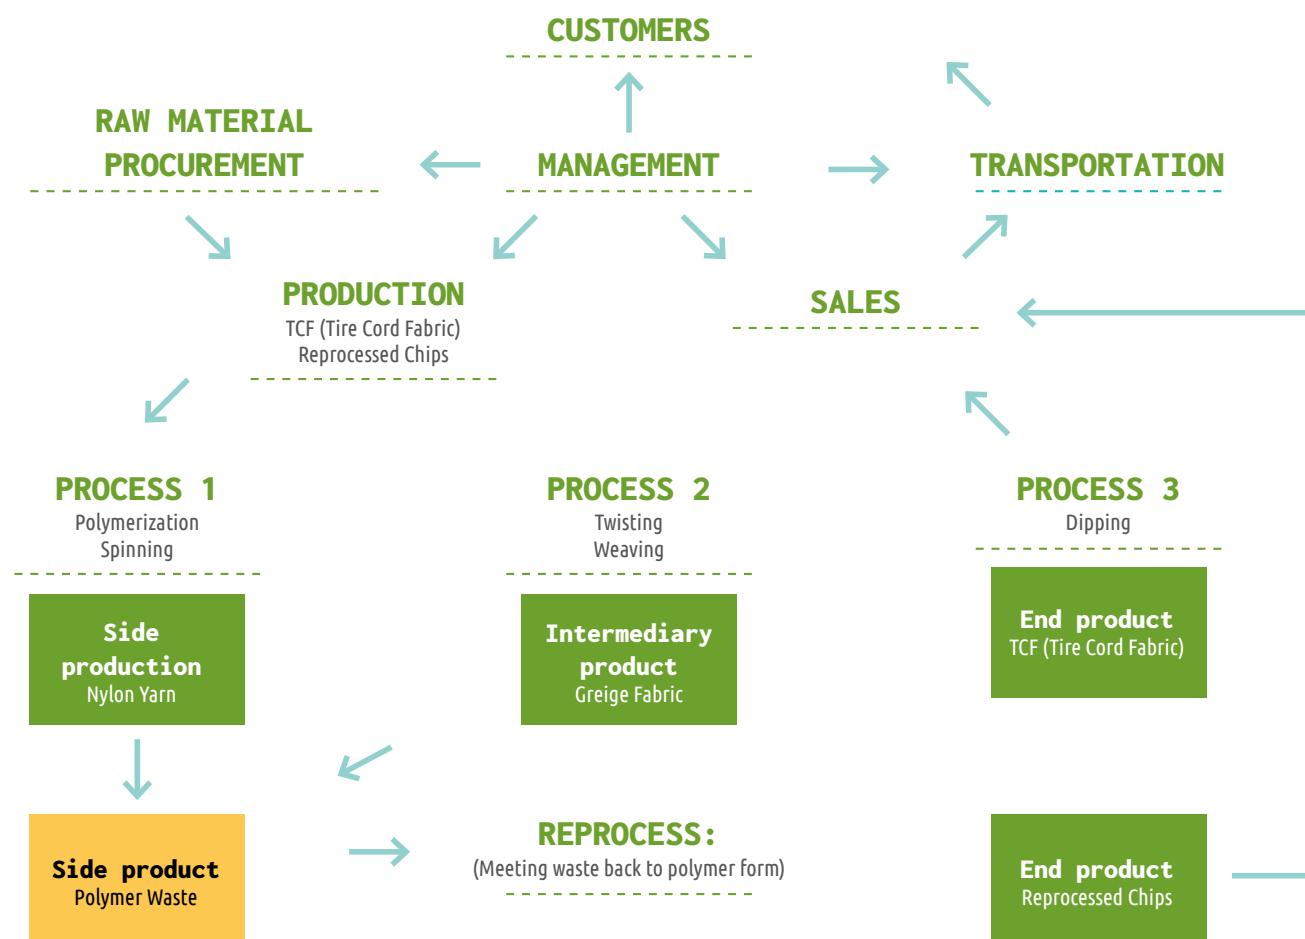 CUSTOMERS
RAW MATERIAL
PROCUREMENT
MANAGEMENT
TRANSPORTATION
PRODUCTION
TCF (Tire Cord Fabric)
Reprocessed Chips
SALES
PROCESS 1
Polymerization
Spinning
PROCESS 2
Twisting
Weaving
PROCESS 3
Dipping
Side
production
Nylon Yarn
Intermediary
product
Greige Fabric
End product
TCF (Tire Cord Fabric)
Side product
Polymer Waste
REPROCESS:
(Meeting waste back to polymer form)
End product
Reprocessed Chips